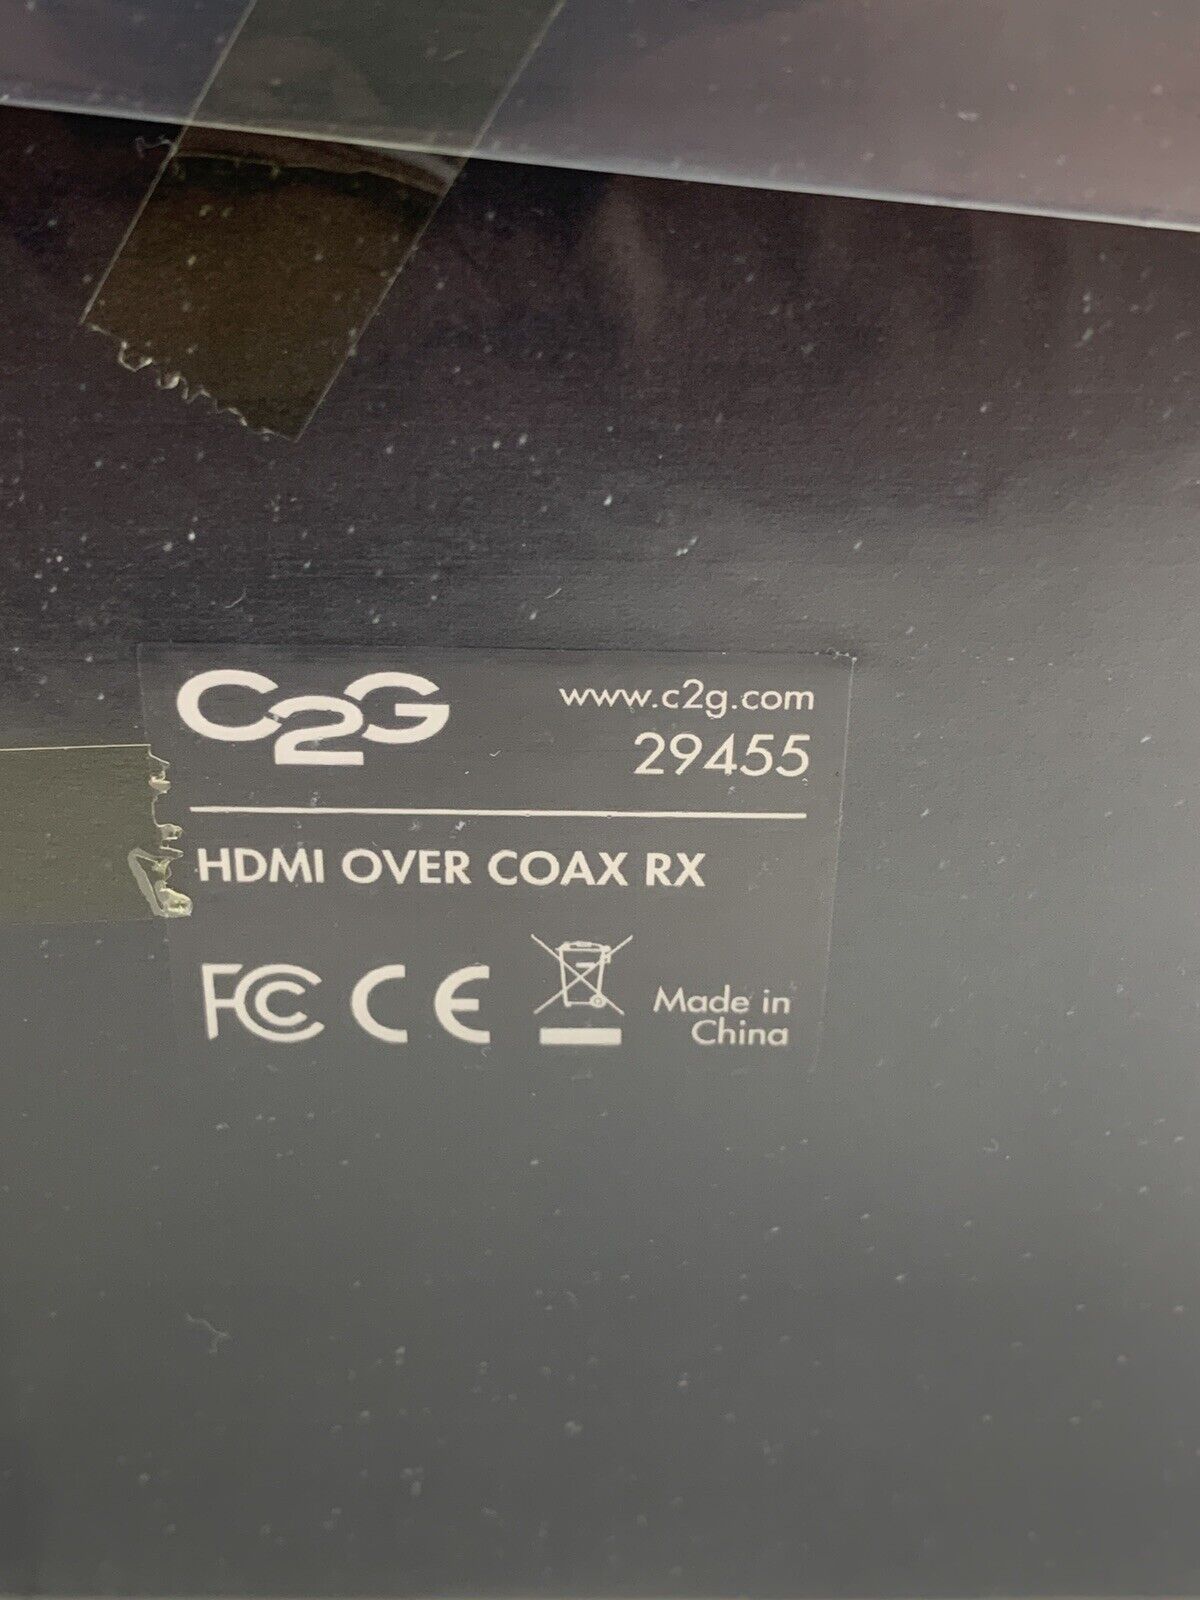 C2G
www.c2g.com
29455
HDMI OVER COAX RX
FC CE
Made in
China